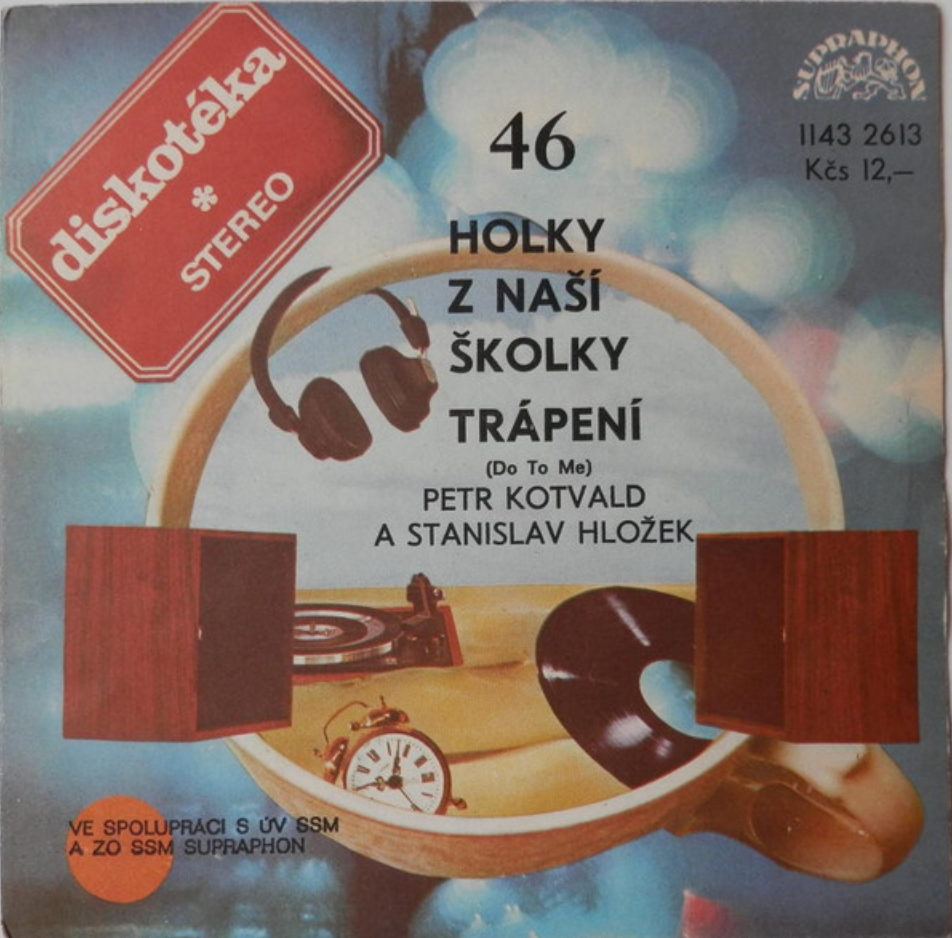 diskotéka
*
STEREO
SUPRAPHON
1143 2613
Kčs 12,—
46
HOLKY
Z NAŠÍ
ŠKOLKY
TRÁPENÍ
(Do To Me)
PETR KOTVALD
A STANISLAV HLOŽEK
VE SPOLUPRÁCI S ÚV SSM
A ZO SSM SUPRAPHON